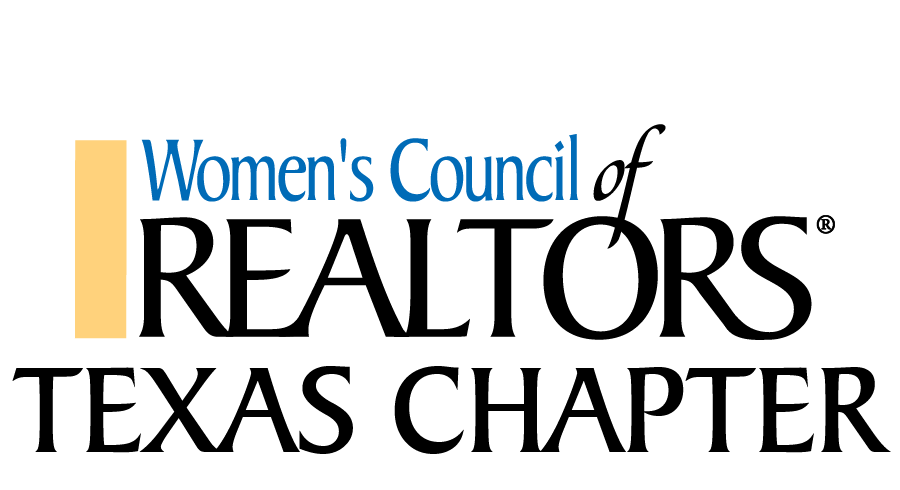 Women's Council of
REALTORS®
TEXAS CHAPTER